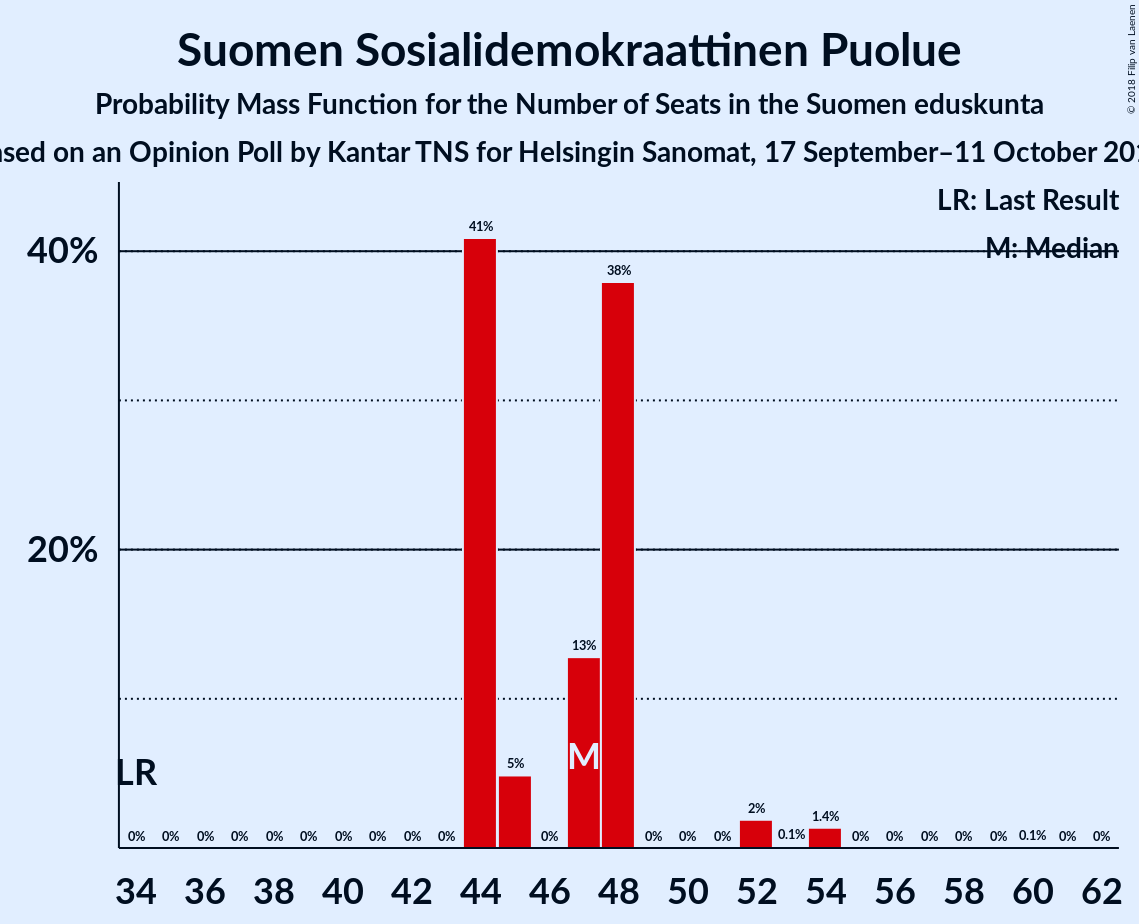 Suomen Sosialidemokraattinen Puolue
Probability Mass Function for the Number of Seats in the Suomen eduskunta
on an Opinion Poll by Kantar TNS for Helsingin Sanomat, 17 September–11 October
© 2018 Filip van Laenen
LR: Last Result
M: Median
40%
20%
41%
38%
13%
5%
2%
1.4%
0.1%
0.1%
LR
M
0% 0% 0% 0% 0% 0% 0% 0% 0% 0% 0% 0% 0% 0% 0% 0% 0% 0% 0% 0% 0%
34 36 38 40 42 44 46 48 50 52 54 56 58 60 62